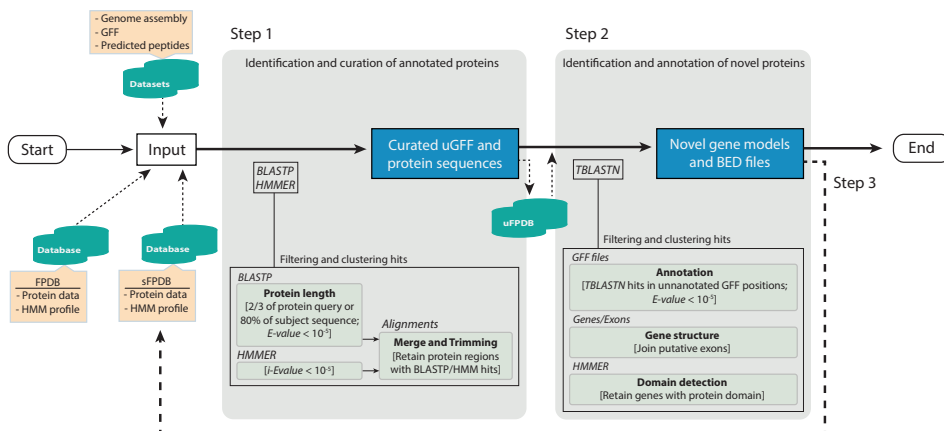 - Genome assembly
- GFF
- Predicted peptides
Datasets
Start
Input
Database
FPDB
- Protein data
- HMM profile
Database
sFPDB
- Protein data
- HMM profile
Step 1
Identification and curation of annotated proteins
Curated uGFF and
protein sequences
BLASTP
HMMER
Filtering and clustering hits
BLASTP
Protein length
[2/3 of protein query or
80% of subject sequence;
E-value < 10⁻⁵]
HMMER
[i-Evalue < 10⁻⁵]
Alignments
Merge and Trimming
[Retain protein regions
with BLASTP/HMM hits]
uFPDB
Step 2
Identification and annotation of novel proteins
Novel gene models
and BED files
TBLASTN
Filtering and clustering hits
GFF files
Annotation
[TBLASTN hits in unnanotated GFF positions;
E-value < 10⁻⁵]
Genes/Exons
Gene structure
[Join putative exons]
HMMER
Domain detection
[Retain genes with protein domain]
End
Step 3